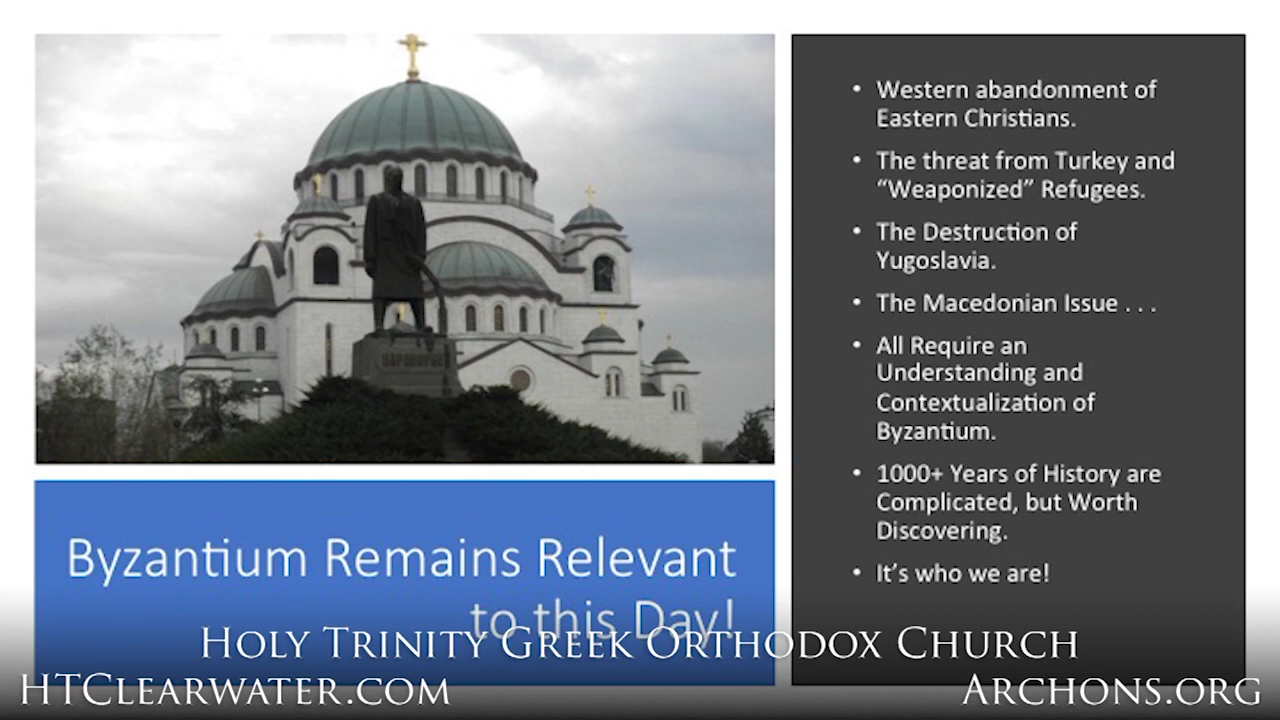 • Western abandonment of
Eastern Christians.
• The threat from Turkey and
“Weaponized” Refugees.
• The Destruction of
Yugoslavia.
• The Macedonian Issue . . .
• All Require an
Understanding and
Contextualization of
Byzantium.
• 1000+ Years of History are
Complicated, but Worth
Discovering.
• It’s who we are!
Byzantium Remains Relevant
to this Day!
Holy Trinity Greek Orthodox Church
HTClearwater.com
Archons.org